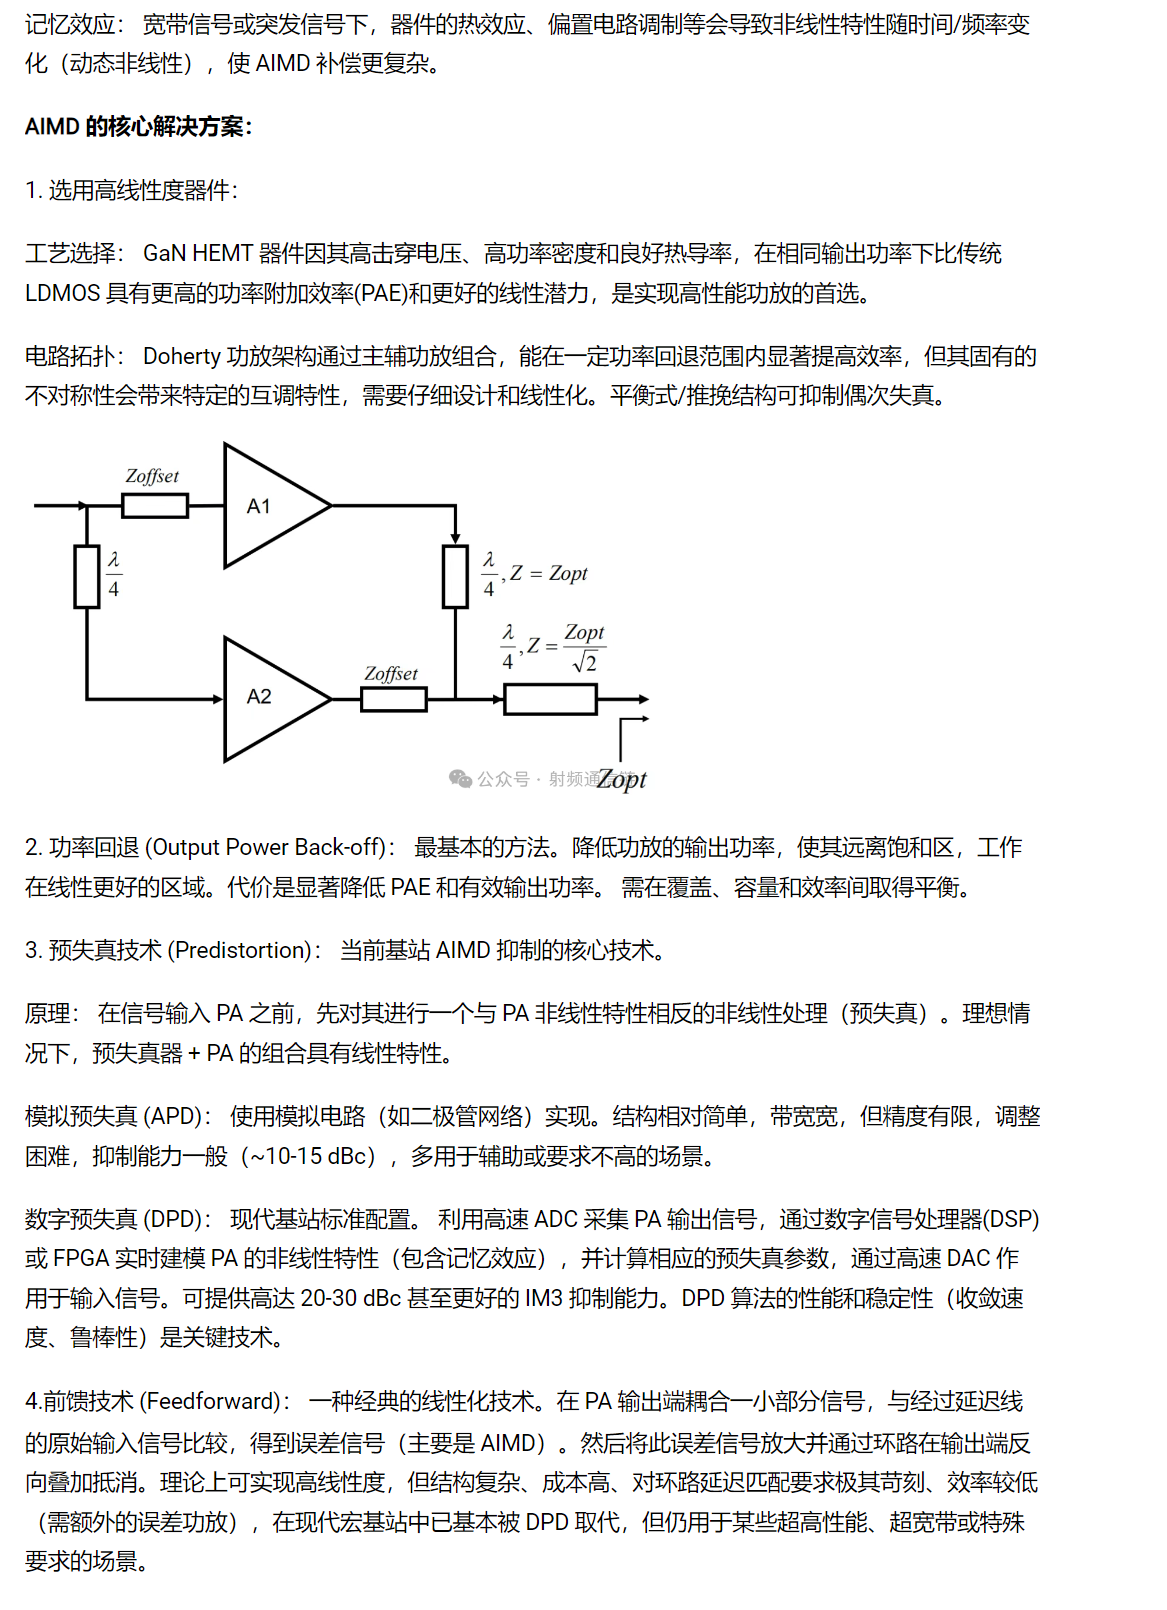 记忆效应： 宽带信号或突发信号下，器件的热效应、偏置电路调制等会导致非线性特性随时间/频率变
化（动态非线性），使 AIMD 补偿更复杂。
AIMD 的核心解决方案：
1. 选用高线性度器件：
工艺选择： GaN HEMT 器件因其高击穿电压、高功率密度和良好热导率，在相同输出功率下比传统
LDMOS 具有更高的功率附加效率(PAE)和更好的线性潜力，是实现高性能功放的首选。
电路拓扑： Doherty 功放架构通过主辅功放组合，能在一定功率回退范围内显著提高效率，但其固有的
不对称性会带来特定的互调特性，需要仔细设计和线性化。平衡式/推挽结构可抑制偶次失真。
Zoffset
A1
λ/4
λ/4, Z = Zopt
λ/4, Z = Zopt/√2
Zoffset
A2
公众号 · 射频通信链
Zopt
2. 功率回退 (Output Power Back-off)： 最基本的方法。降低功放的输出功率，使其远离饱和区，工作
在线性更好的区域。代价是显著降低 PAE 和有效输出功率。 需在覆盖、容量和效率间取得平衡。
3. 预失真技术 (Predistortion)： 当前基站 AIMD 抑制的核心技术。
原理： 在信号输入 PA 之前，先对其进行一个与 PA 非线性特性相反的非线性处理（预失真）。理想情
况下，预失真器 + PA 的组合具有线性特性。
模拟预失真 (APD)： 使用模拟电路（如二极管网络）实现。结构相对简单，带宽宽，但精度有限，调整
困难，抑制能力一般（~10-15 dBc），多用于辅助或要求不高的场景。
数字预失真 (DPD)： 现代基站标准配置。 利用高速 ADC 采集 PA 输出信号，通过数字信号处理器(DSP)
或 FPGA 实时建模 PA 的非线性特性（包含记忆效应），并计算相应的预失真参数，通过高速 DAC 作
用于输入信号。可提供高达 20-30 dBc 甚至更好的 IM3 抑制能力。DPD 算法的性能和稳定性（收敛速
度、鲁棒性）是关键技术。
4.前馈技术 (Feedforward)： 一种经典的线性化技术。在 PA 输出端耦合一小部分信号，与经过延迟线
的原始输入信号比较，得到误差信号（主要是 AIMD）。然后将此误差信号放大并通过环路在输出端反
向叠加抵消。理论上可实现高线性度，但结构复杂、成本高、对环路延迟匹配要求极其苛刻、效率较低
（需额外的误差功放），在现代宏基站中已基本被 DPD 取代，但仍用于某些超高性能、超宽带或特殊
要求的场景。